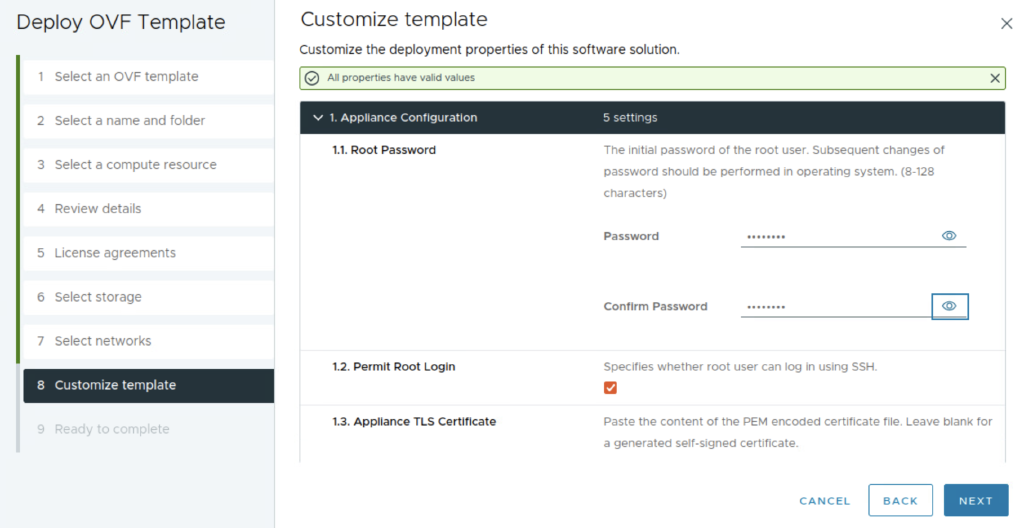 Deploy OVF Template
1 Select an OVF template
2 Select a name and folder
3 Select a compute resource
4 Review details
5 License agreements
6 Select storage
7 Select networks
8 Customize template
9 Ready to complete
Customize template
Customize the deployment properties of this software solution.
All properties have valid values
1. Appliance Configuration
5 settings
1.1. Root Password
The initial password of the root user. Subsequent changes of
password should be performed in operating system. (8-128
characters)
Password
••••••••
Confirm Password
••••••••
1.2. Permit Root Login
Specifies whether root user can log in using SSH.
1.3. Appliance TLS Certificate
Paste the content of the PEM encoded certificate file. Leave blank for
a generated self-signed certificate.
CANCEL
BACK
NEXT